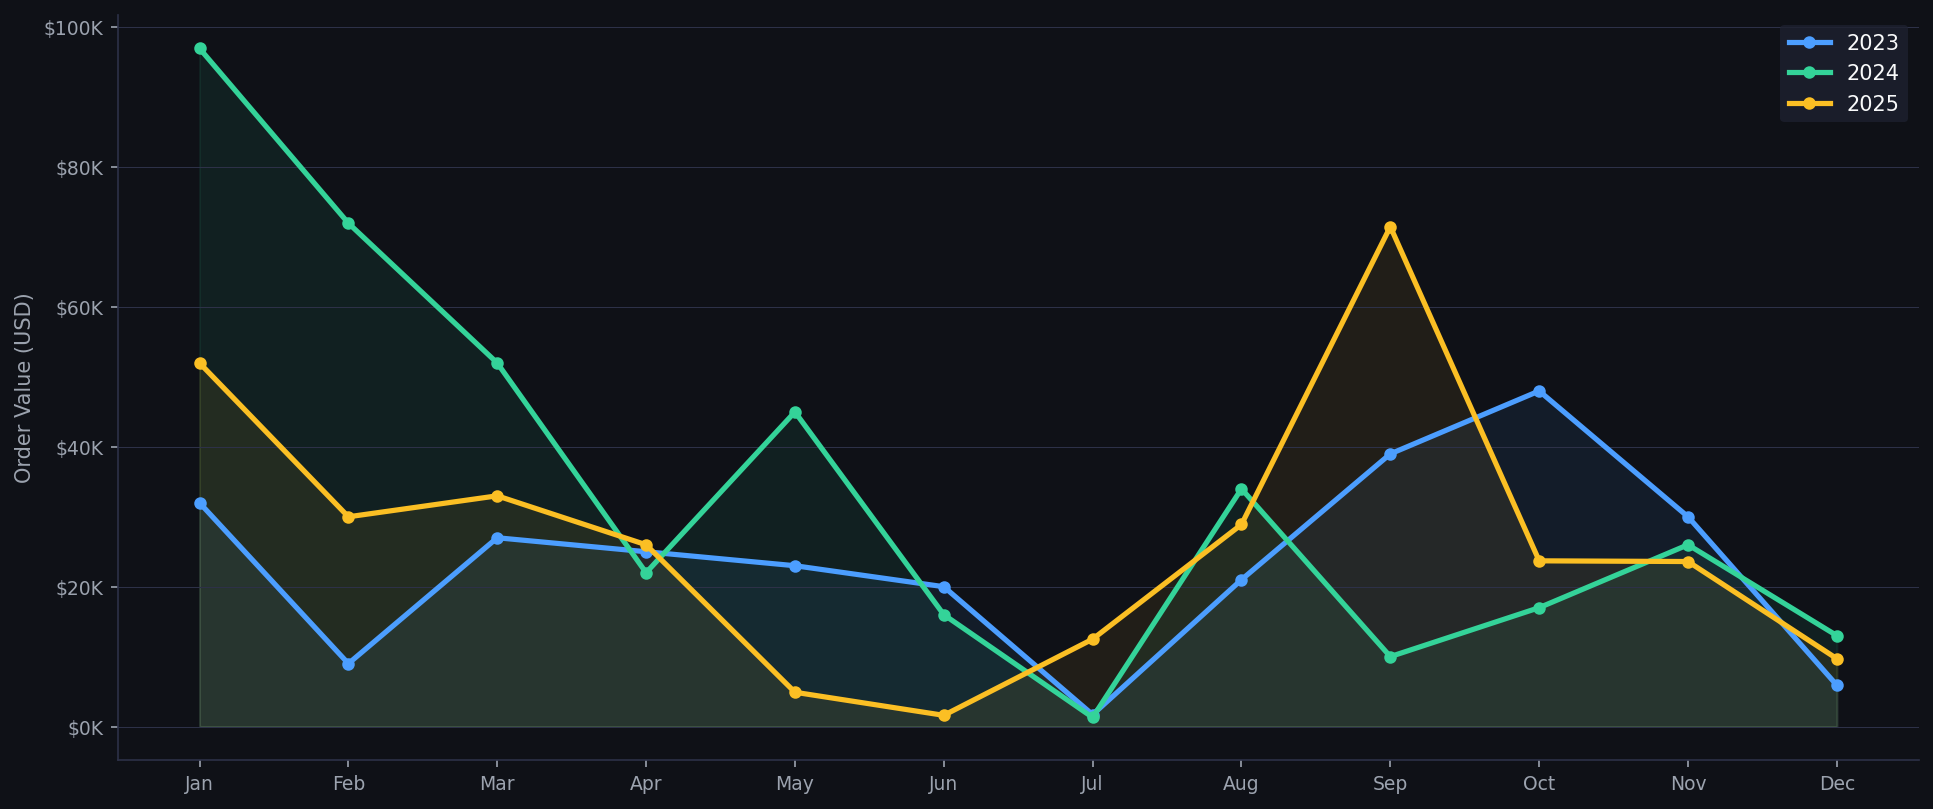 $100K
$80K
$60K
$40K
$20K
$0K
Order Value (USD)
2023
2024
2025
Jan Feb Mar Apr May Jun Jul Aug Sep Oct Nov Dec